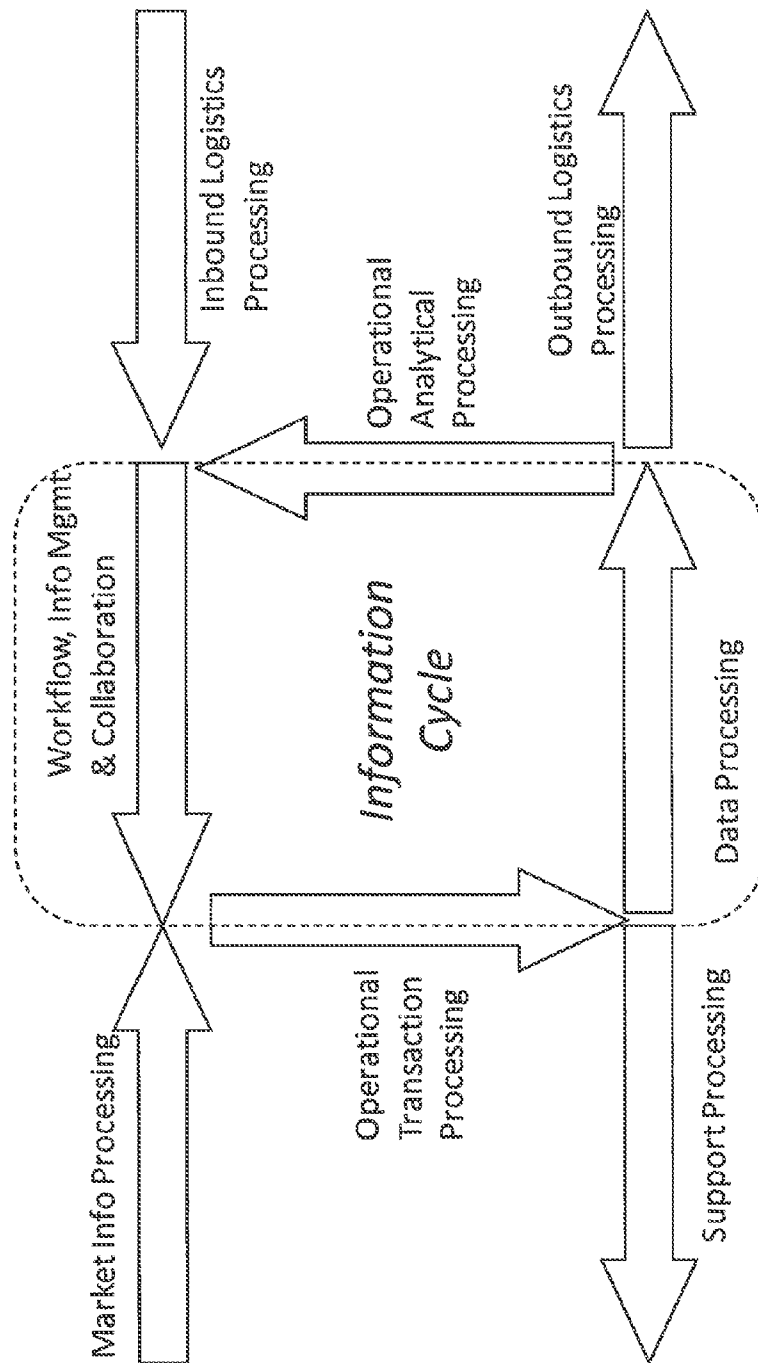 Market Info Processing
Workflow, Info Mgmt.
& Collaboration
Inbound Logistics
Processing
Operational
Transaction
Processing
Information
Cycle
Operational
Analytical
Processing
Support Processing
Data Processing
Outbound Logistics
Processing